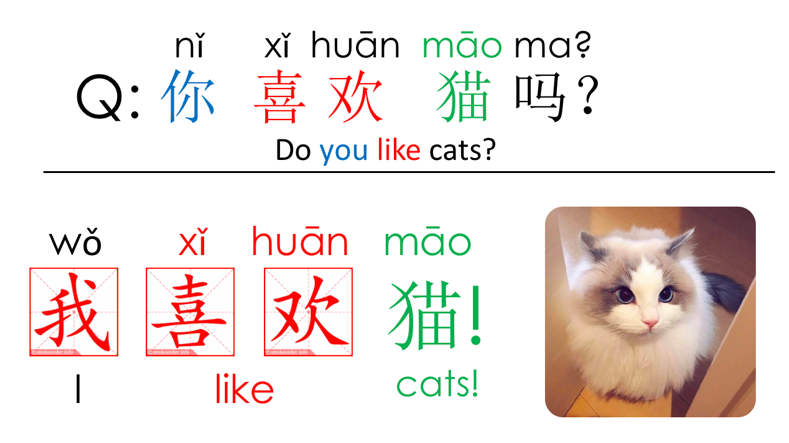 nǐ xǐ huān māo ma?
Q: 你喜欢猫吗？
Do you like cats?
wǒ xǐ huān māo
我喜欢猫!
I like cats!